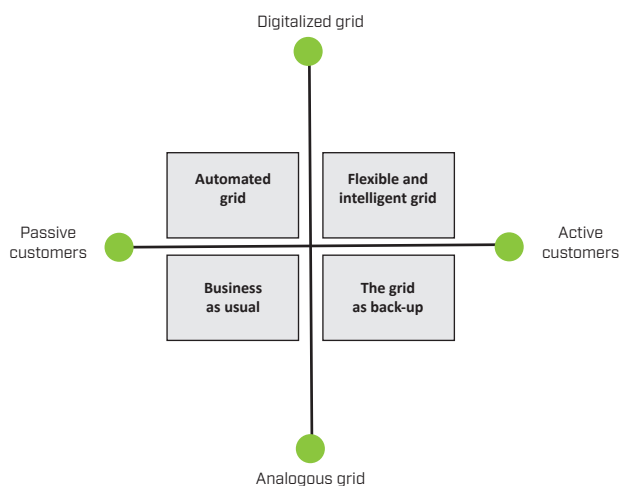 Digitalized grid
Automated
grid
Flexible and
intelligent grid
Passive
customers
Active
customers
Business
as usual
The grid
as back-up
Analogous grid